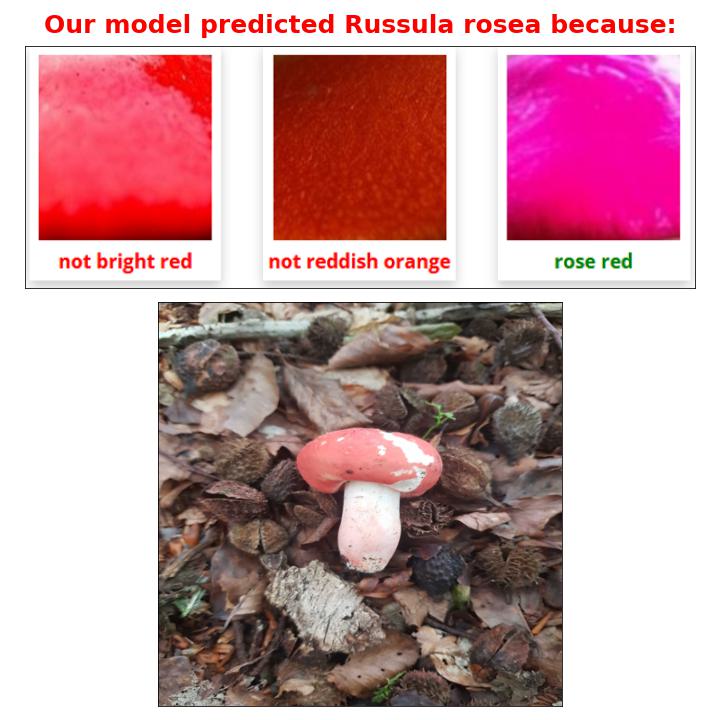 Our model predicted Russula rosea because:
not bright red
not reddish orange
rose red